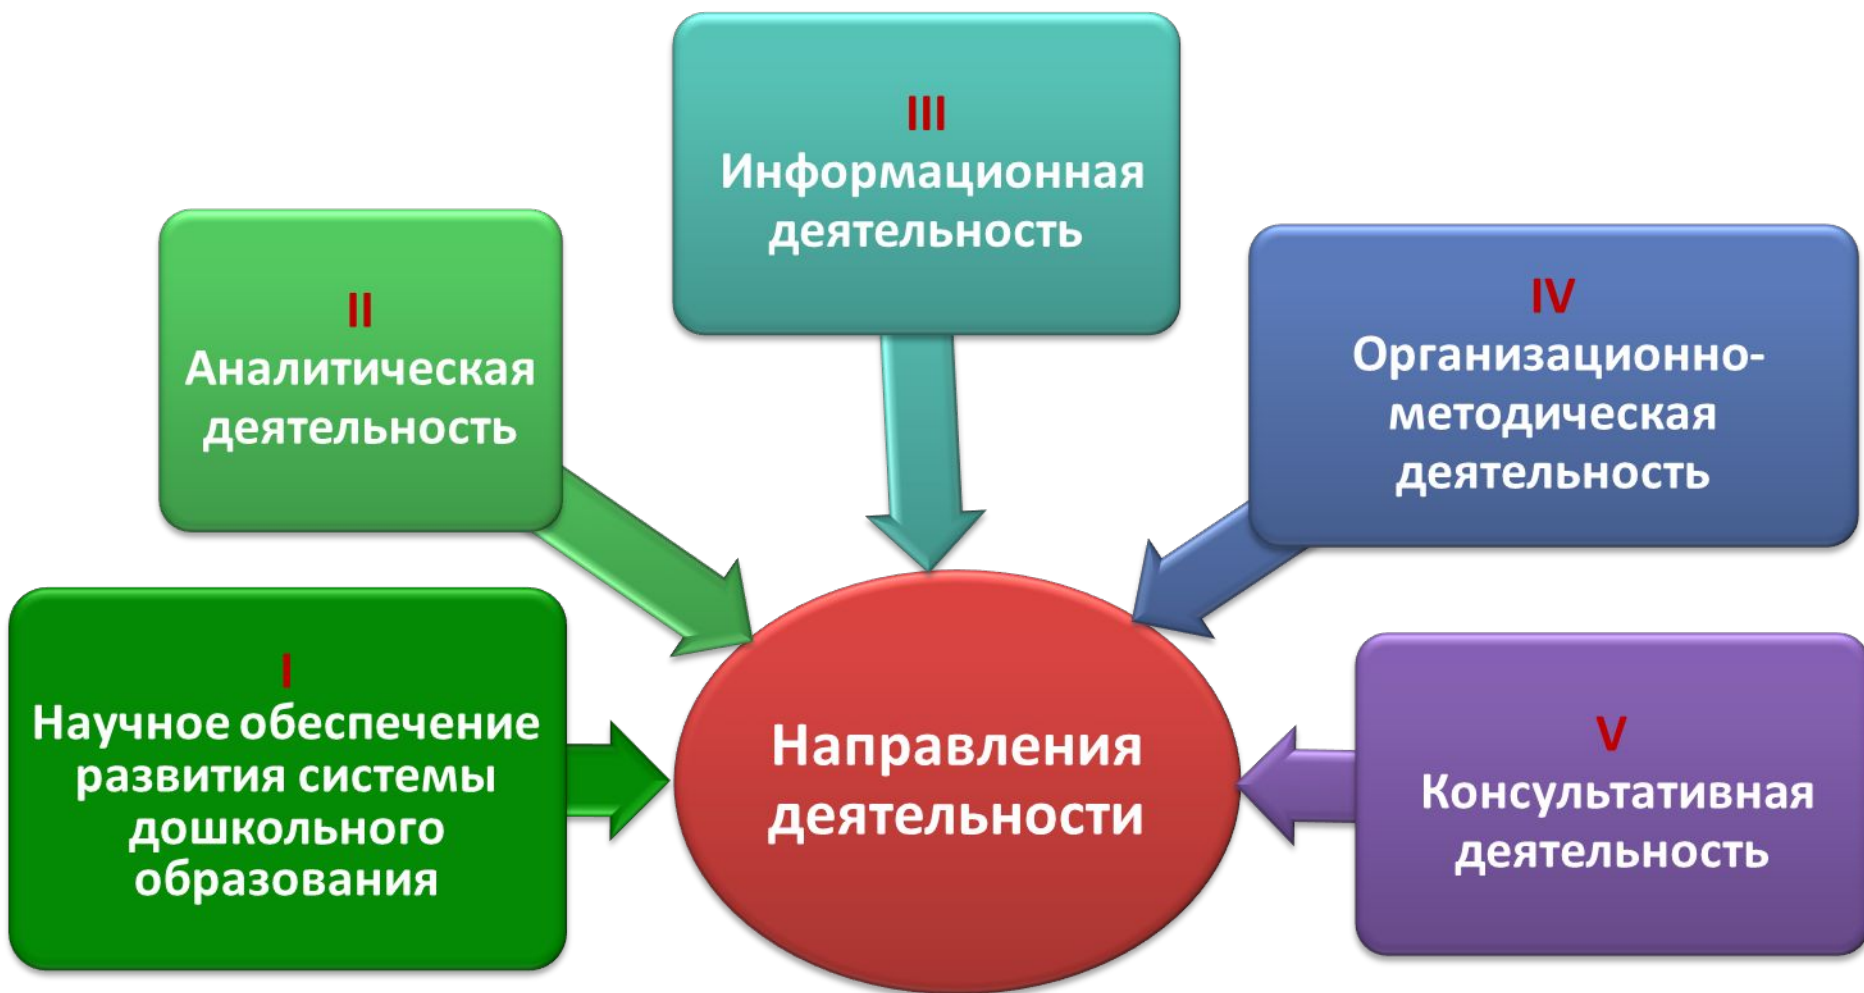 I
Научное обеспечение
развития системы
дошкольного
образования
II
Аналитическая
деятельность
III
Информационная
деятельность
IV
Организационно-
методическая
деятельность
V
Консультативная
деятельность
Направления
деятельности